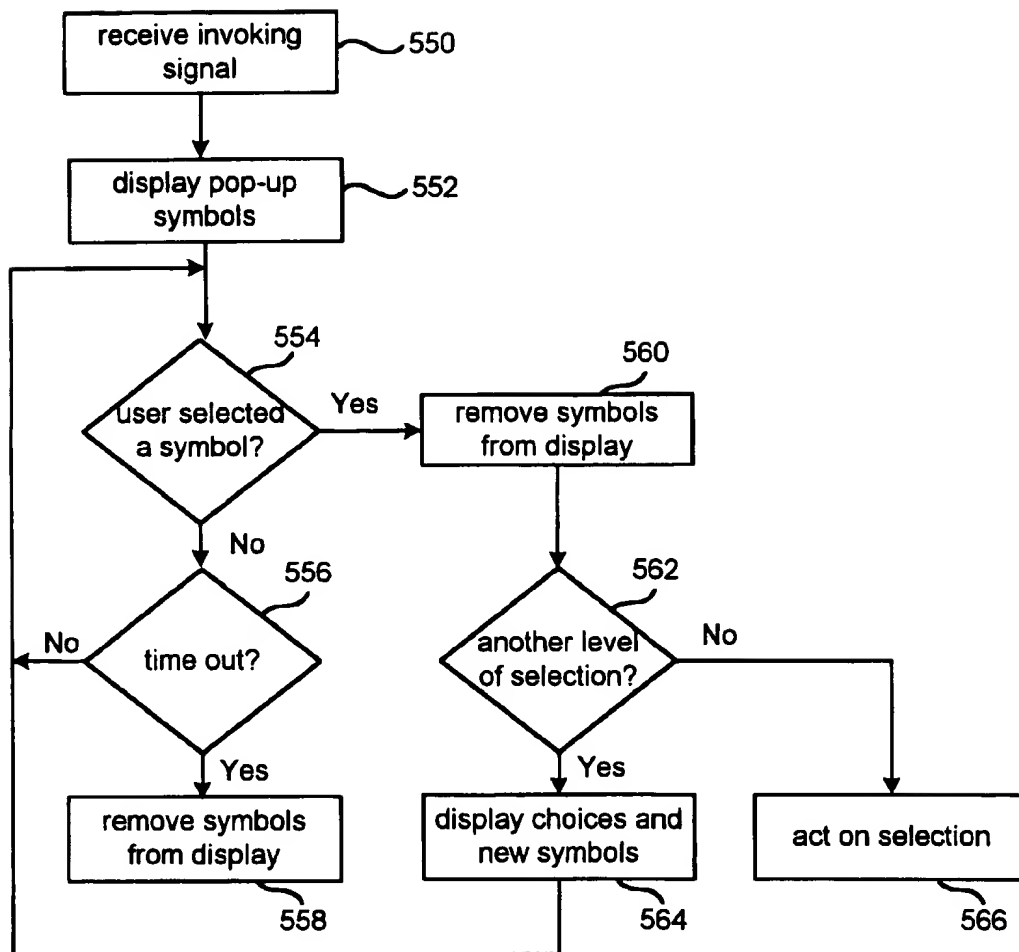 receive invoking
signal
550
display pop-up
symbols
552
554
user selected
a symbol?
Yes
560
remove symbols
from display
No
556
time out?
No
562
another level
of selection?
No
Yes
remove symbols
from display
558
Yes
display choices and
new symbols
564
act on selection
566